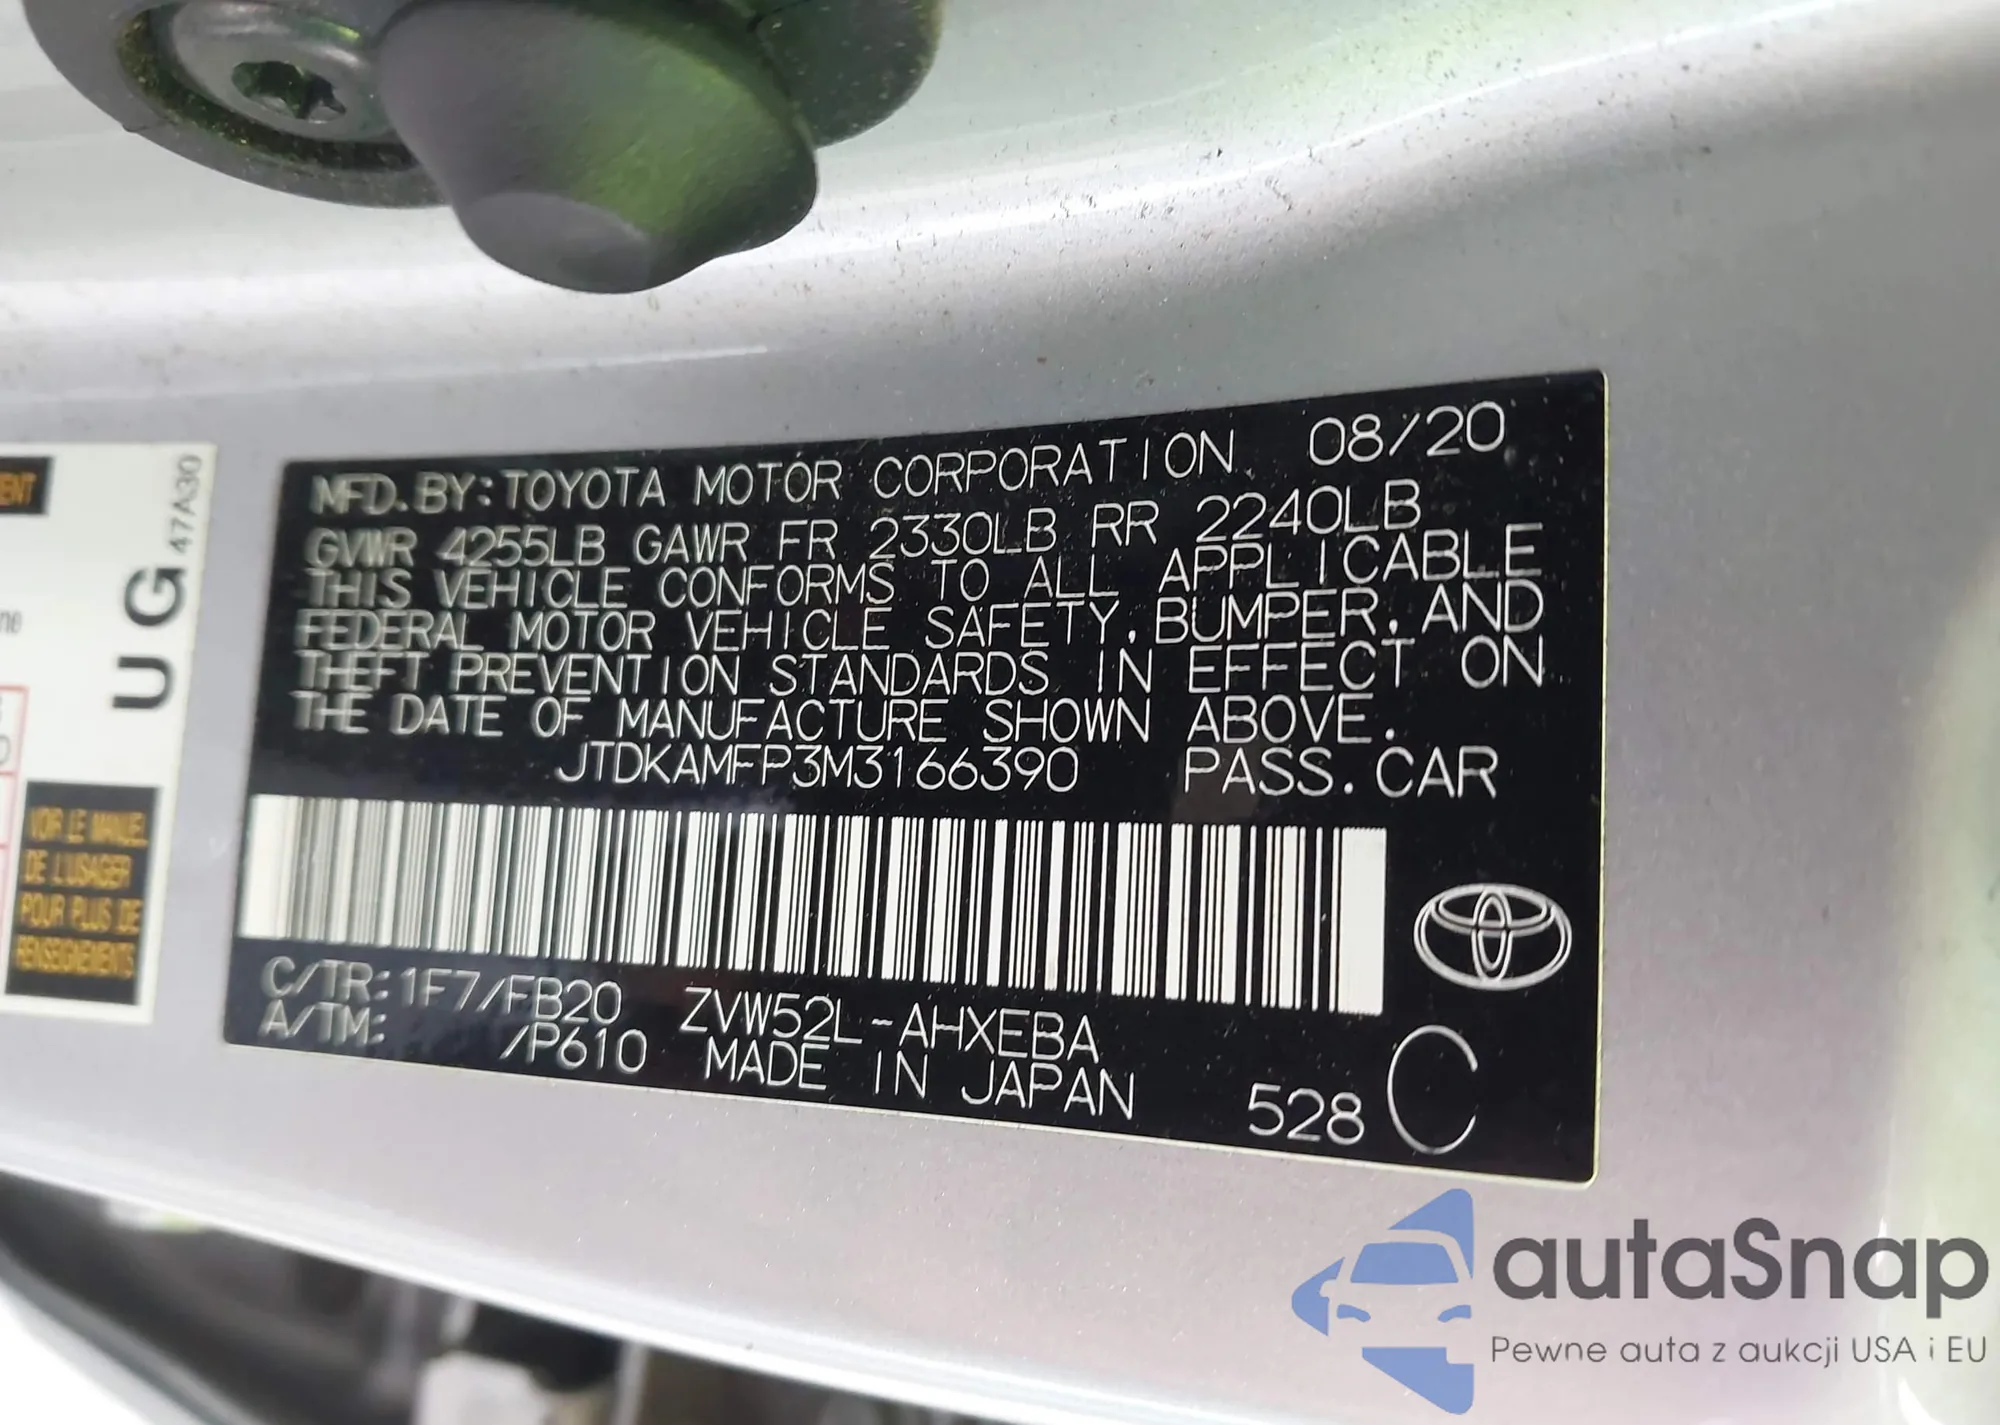 MFD. BY: TOYOTA MOTOR CORPORATION 08/20
GVWR 4255LB GAWR FR 2330LB RR 2240LB
THIS VEHICLE CONFORMS TO ALL APPLICABLE
FEDERAL MOTOR VEHICLE SAFETY, BUMPER, AND
THEFT PREVENTION STANDARDS IN EFFECT ON
THE DATE OF MANUFACTURE SHOWN ABOVE.
JTDKAMFP3M3166390 PASS. CAR
C/TR: 1F7/FB20 ZVW52L-AHXEBA
A/TM: /P610 MADE IN JAPAN 528 C
UG
47A30
VOIR LE MANUEL
DE L'USAGER
POUR PLUS DE
RENSEIGNEMENTS
autaSnap
Pewne auta z aukcji USA i EU